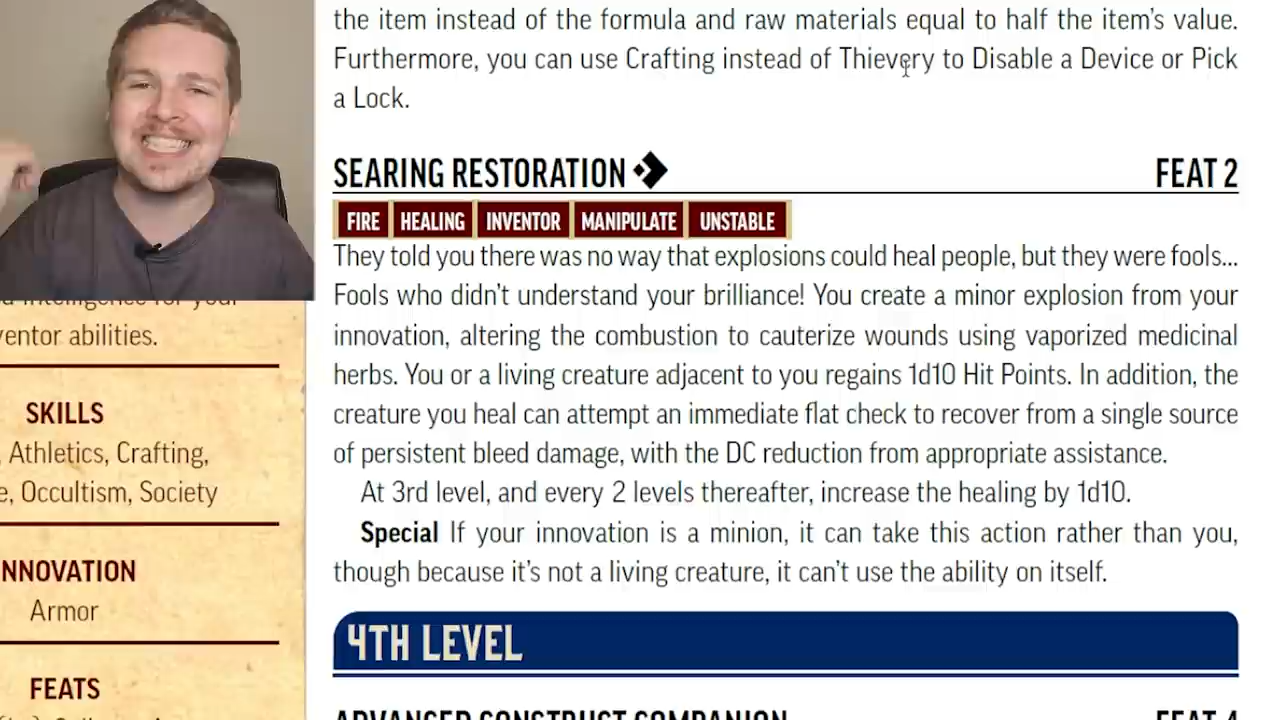 the item instead of the formula and raw materials equal to half the item's value.
Furthermore, you can use Crafting instead of Thievery to Disable a Device or Pick
a Lock.
SEARING RESTORATION
FEAT 2
FIRE HEALING INVENTOR MANIPULATE UNSTABLE
They told you there was no way that explosions could heal people, but they were fools...
Fools who didn't understand your brilliance! You create a minor explosion from your
innovation, altering the combustion to cauterize wounds using vaporized medicinal
herbs. You or a living creature adjacent to you regains 1d10 Hit Points. In addition, the
creature you heal can attempt an immediate flat check to recover from a single source
of persistent bleed damage, with the DC reduction from appropriate assistance.
At 3rd level, and every 2 levels thereafter, increase the healing by 1d10.
Special If your innovation is a minion, it can take this action rather than you,
though because it's not a living creature, it can't use the ability on itself.
4TH LEVEL
ADVANCED CONSTRUCT COMPANION
FEAT 4
for your
ventor abilities.
SKILLS
, Athletics, Crafting,
e, Occultism, Society
NNOVATION
Armor
FEATS